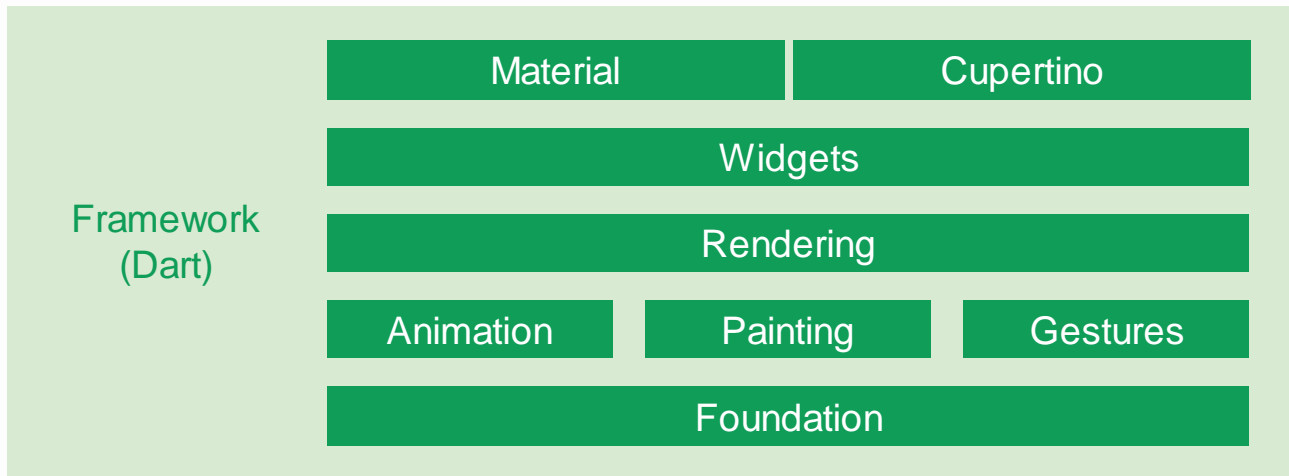 Material
Cupertino
Widgets
Framework
(Dart)
Rendering
Animation
Painting
Gestures
Foundation